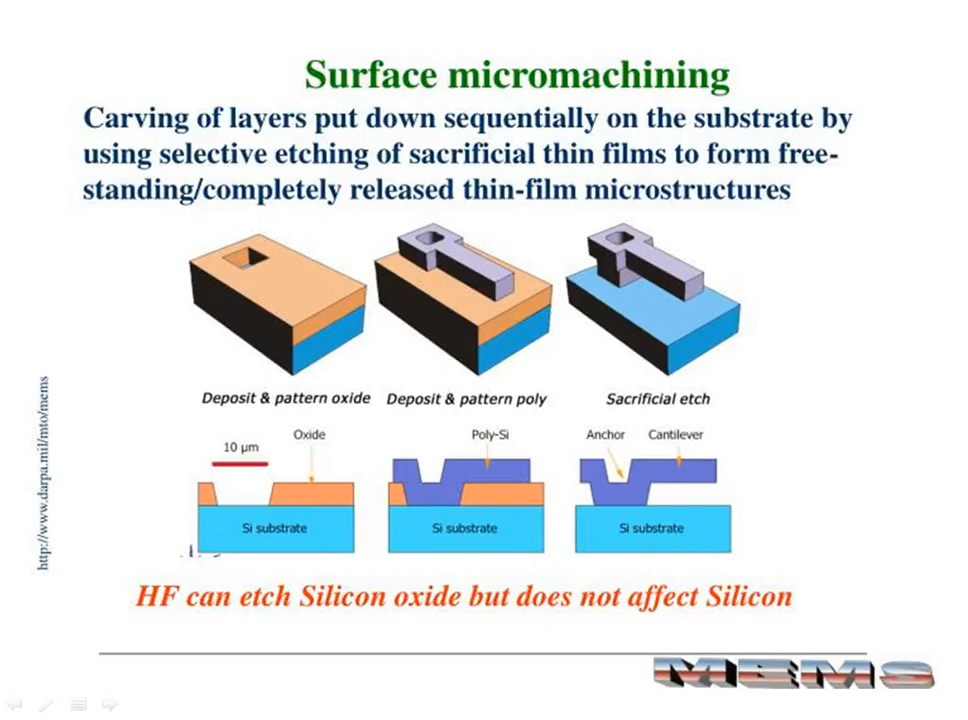 Surface micromachining
Carving of layers put down sequentially on the substrate by
using selective etching of sacrificial thin films to form free-
standing/completely released thin-film microstructures
Deposit & pattern oxide
Deposit & pattern poly
Sacrificial etch
Oxide
10 µm
Si substrate
Poly-Si
Si substrate
Anchor
Cantilever
Si substrate
http://www.darpa.mil/mto/mems
HF can etch Silicon oxide but does not affect Silicon
MEMS